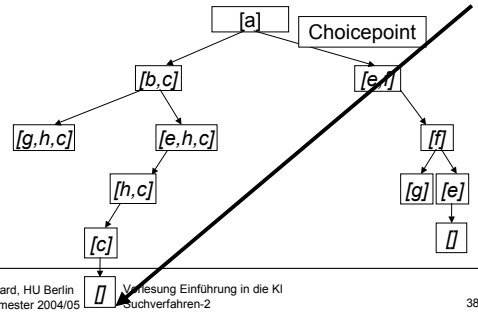 [a]
Choicepoint
[b,c]
[e,f]
[g,h,c]
[e,h,c]
[f]
[h,c]
[g]
[e]
[c]
[]
[]
ard, HU Berlin
mester 2004/05
Vorlesung Einführung in die KI
Suchverfahren-2
38